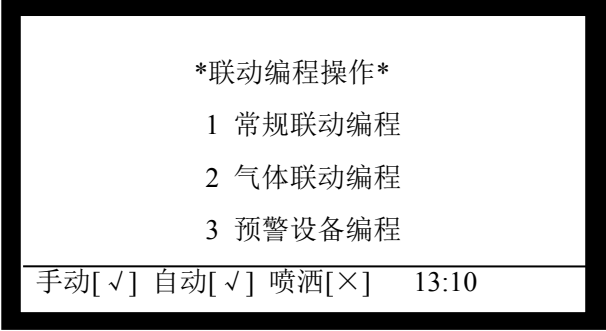 *联动编程操作*
1 常规联动编程
2 气体联动编程
3 预警设备编程
手动[√] 自动[√] 喷洒[×] 13:10